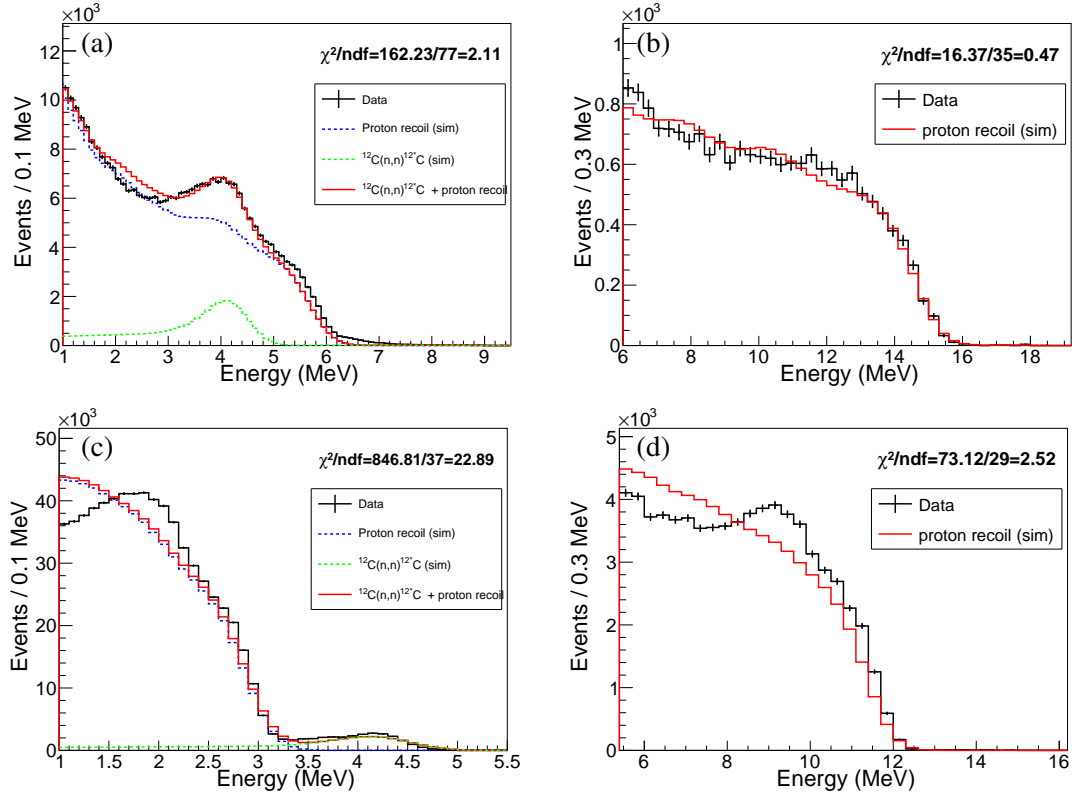 ×10³
(a)
χ²/ndf=162.23/77=2.11
Data
Proton recoil (sim)
¹²C(n,n)¹²*C (sim)
¹²C(n,n)¹²*C + proton recoil
Events / 0.1 MeV
0
2
4
6
8
10
12
1 2 3 4 5 6 7 8 9
Energy (MeV)
(b)
×10³
χ²/ndf=16.37/35=0.47
Data
proton recoil (sim)
Events / 0.3 MeV
0
0.2
0.4
0.6
0.8
1
6 8 10 12 14 16 18
Energy (MeV)
×10³
(c)
χ²/ndf=846.81/37=22.89
Data
Proton recoil (sim)
¹²C(n,n)¹²*C (sim)
¹²C(n,n)¹²*C + proton recoil
Events / 0.1 MeV
0
10
20
30
40
50
1 1.5 2 2.5 3 3.5 4 4.5 5 5.5
Energy (MeV)
×10³
(d)
χ²/ndf=73.12/29=2.52
Data
proton recoil (sim)
Events / 0.3 MeV
0
1
2
3
4
5
6 7 8 9 10 11 12 13 14 15 16
Energy (MeV)